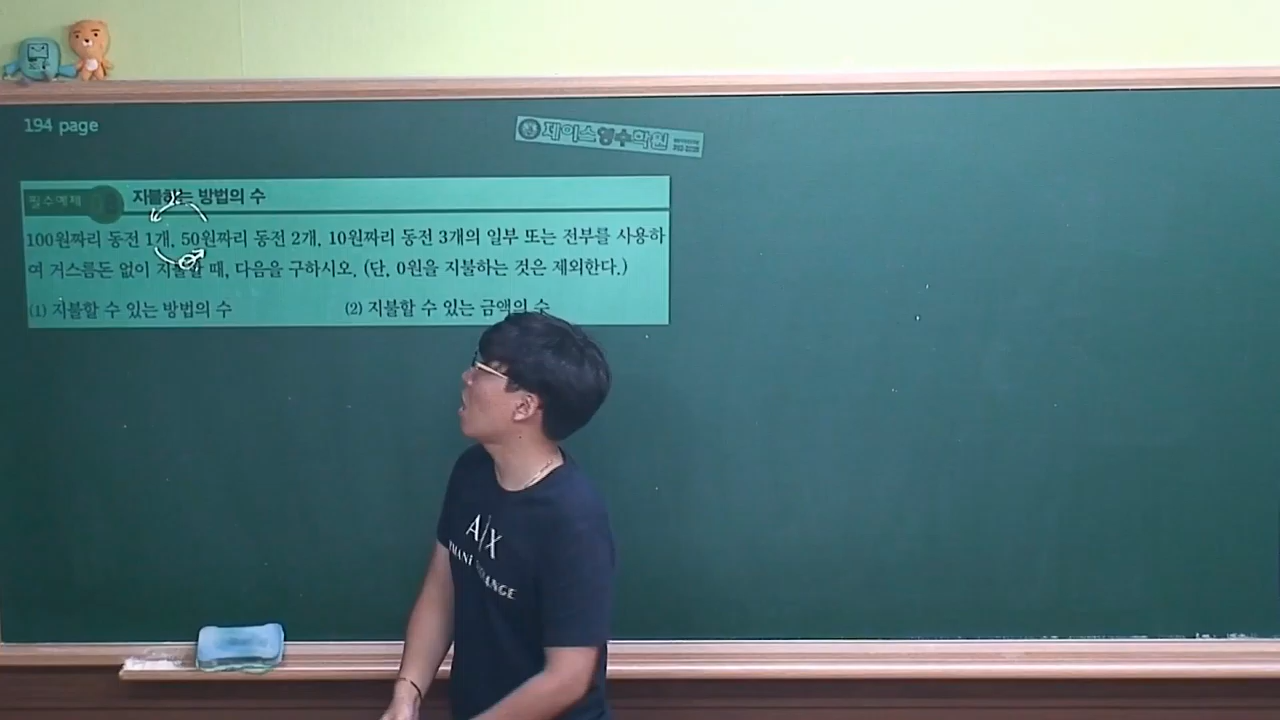 194 page
제이스영수학원
필수예제
지불하는 방법의 수
100원짜리 동전 1개, 50원짜리 동전 2개, 10원짜리 동전 3개의 일부 또는 전부를 사용하
여 거스름돈 없이 지불할 때, 다음을 구하시오. (단, 0원을 지불하는 것은 제외한다.)
(1) 지불할 수 있는 방법의 수
(2) 지불할 수 있는 금액의 수
A|X